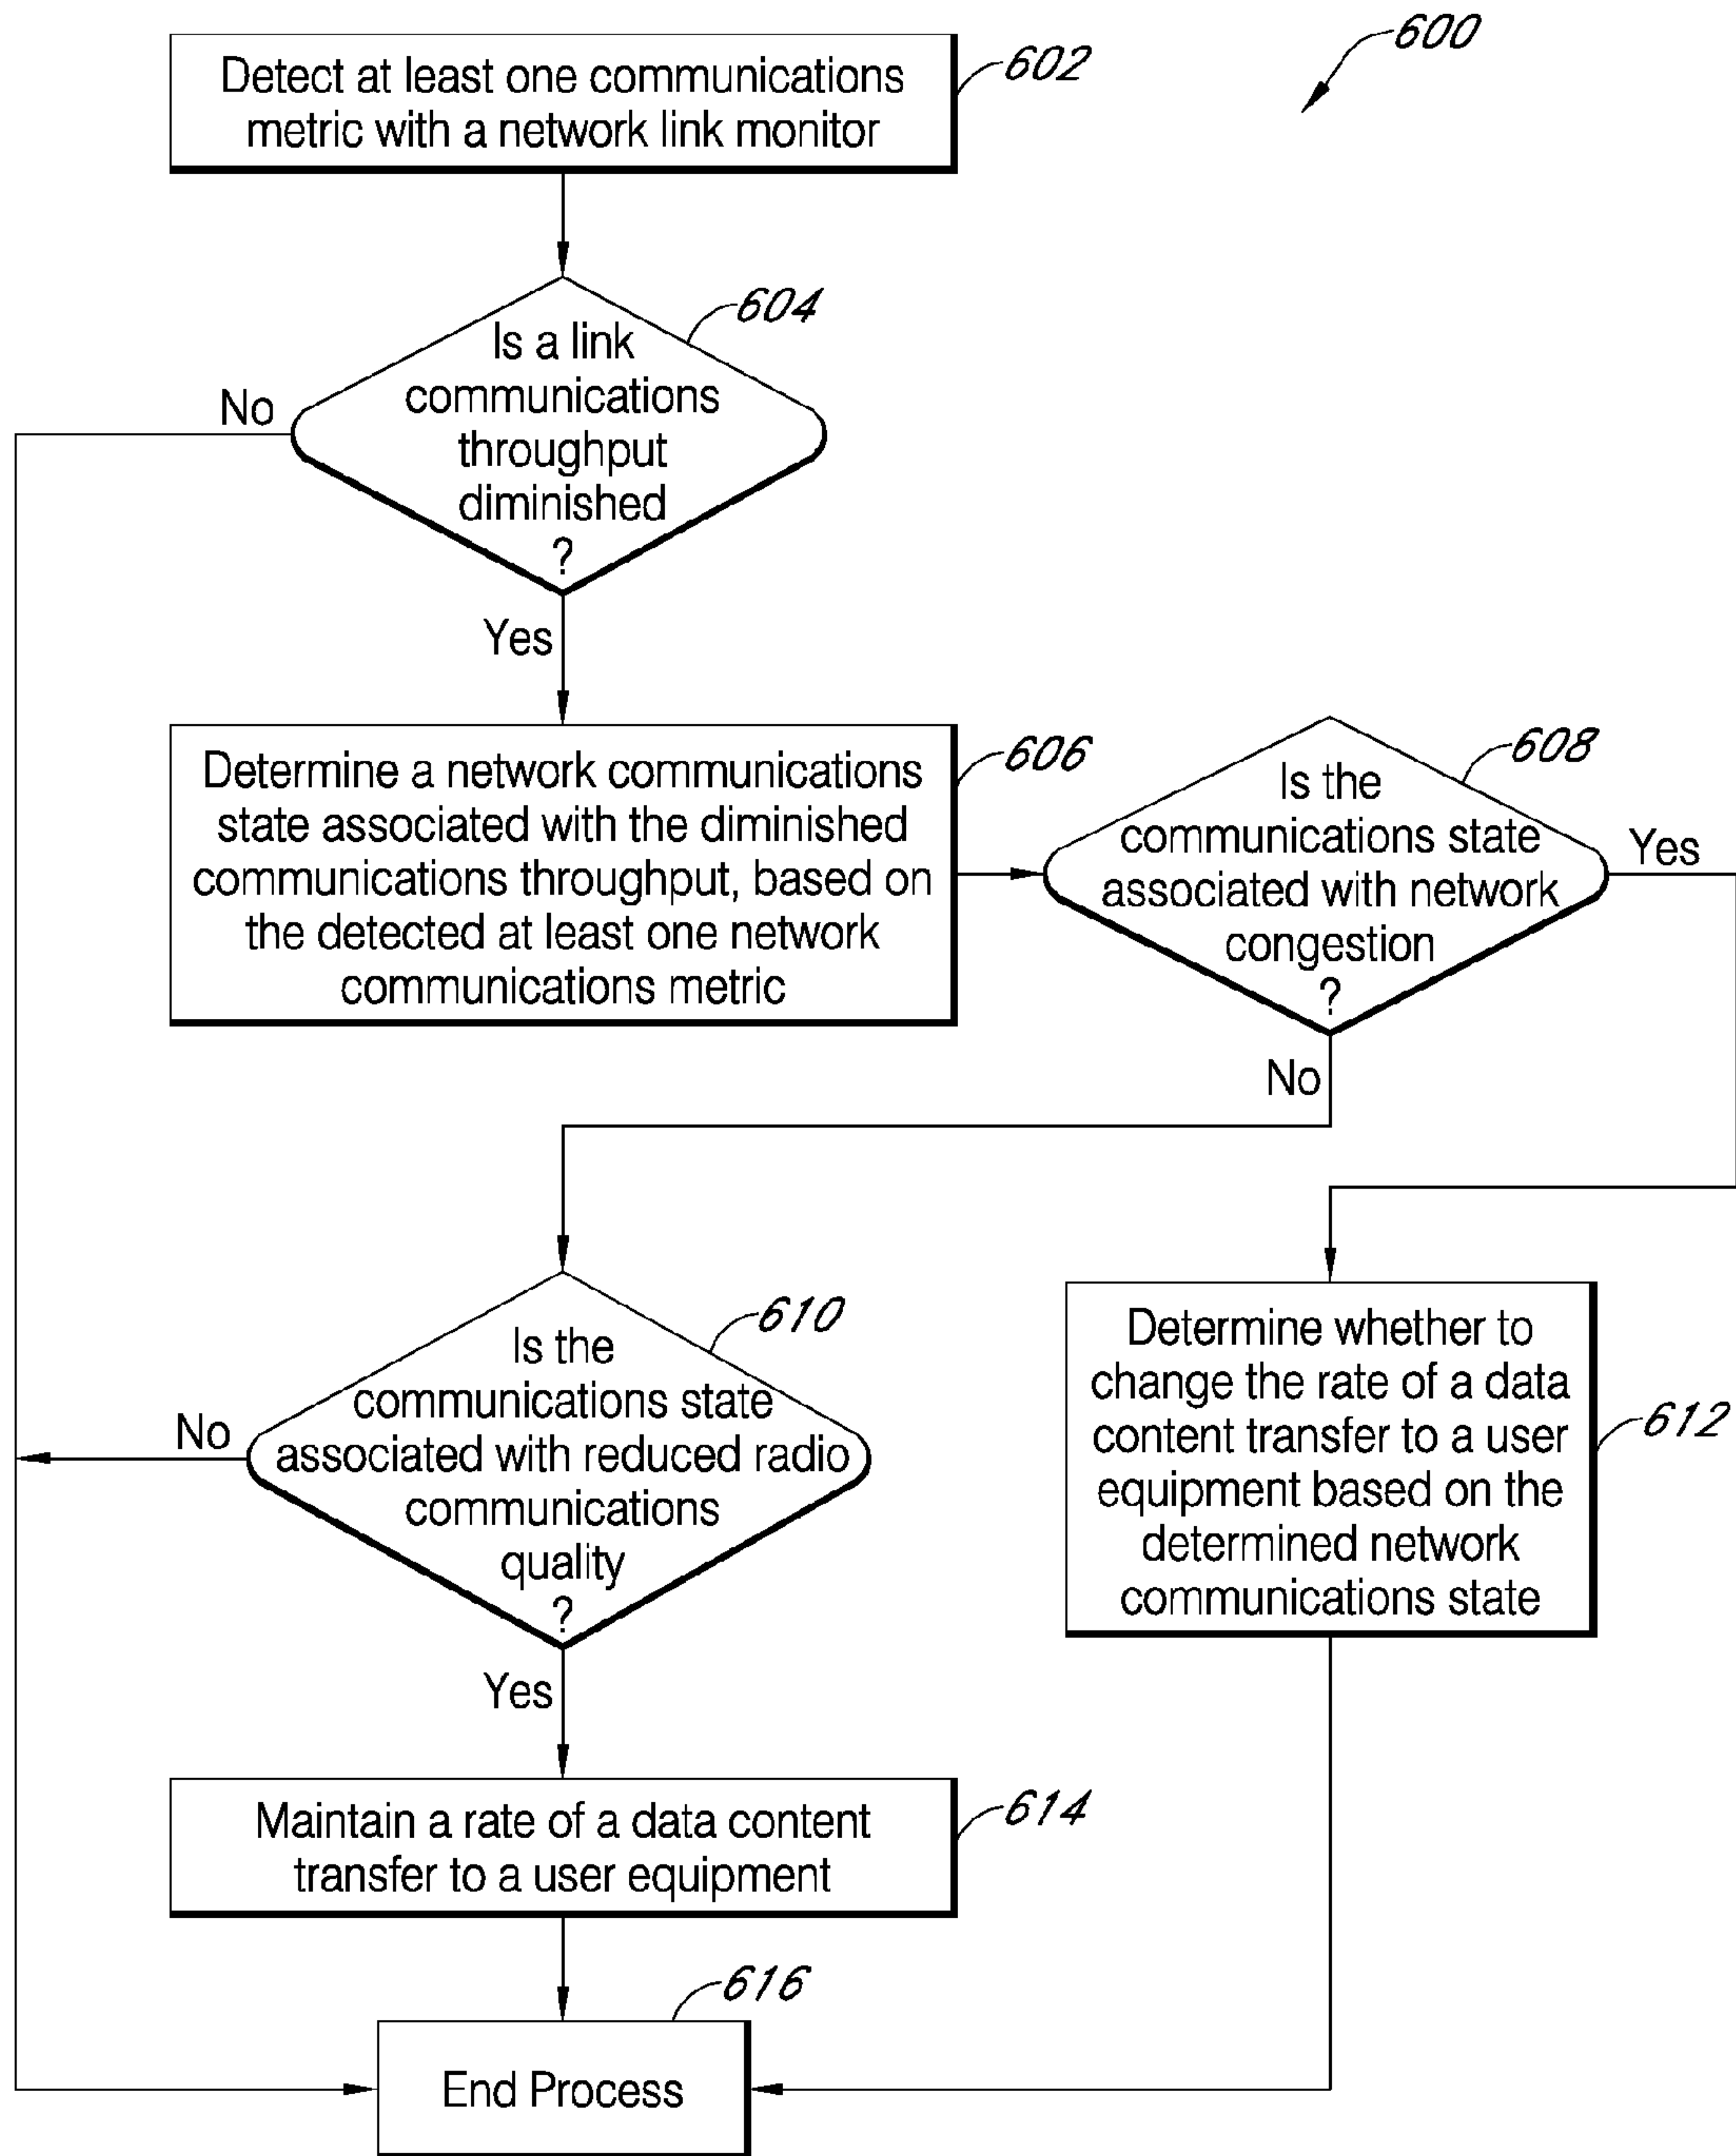 600
Detect at least one communications
metric with a network link monitor
602
604
Is a link
communications
throughput
diminished
?
No
Yes
Determine a network communications
state associated with the diminished
communications throughput, based on
the detected at least one network
communications metric
606
608
Is the
communications state
associated with network
congestion
?
Yes
No
610
Is the
communications state
associated with reduced radio
communications
quality
?
No
Yes
Determine whether to
change the rate of a data
content transfer to a user
equipment based on the
determined network
communications state
612
Maintain a rate of a data content
transfer to a user equipment
614
616
End Process